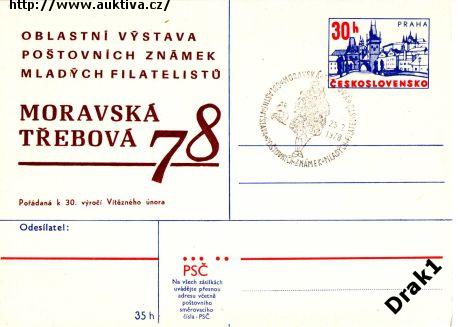 http://www.auktiva.cz/
OBLASTNÍ VÝSTAVA
POŠTOVNÍCH ZNÁMEK
MLADÝCH FILATELISTŮ
MORAVSKÁ
TŘEBOVÁ 78
Pořádaná k 30. výročí Vítězného února
30h
PRAHA
ČESKOSLOVENSKO
Odesílatel:
PSČ
Na všech zásilkách
uvádějte přesnou
adresu včetně
poštovního
směrovacího
čísla - PSČ.
35 h
Drak1